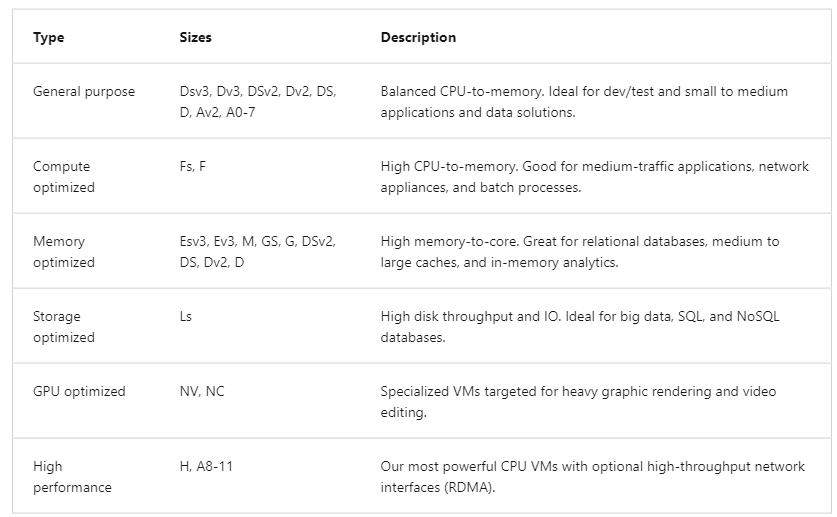 Type Sizes Description
General purpose Dsv3, Dv3, DSv2, Dv2, DS, Balanced CPU-to-memory. Ideal for dev/test and small to medium
D, Av2, A0-7 applications and data solutions.
Compute Fs, F High CPU-to-memory. Good for medium-traffic applications, network
optimized appliances, and batch processes.
Memory Esv3, Ev3, M, GS, G, DSv2, High memory-to-core. Great for relational databases, medium to
optimized DS, Dv2, D large caches, and in-memory analytics.
Storage Ls High disk throughput and IO. Ideal for big data, SQL, and NoSQL
optimized databases.
GPU optimized NV, NC Specialized VMs targeted for heavy graphic rendering and video
editing.
High H, A8-11 Our most powerful CPU VMs with optional high-throughput network
performance interfaces (RDMA).